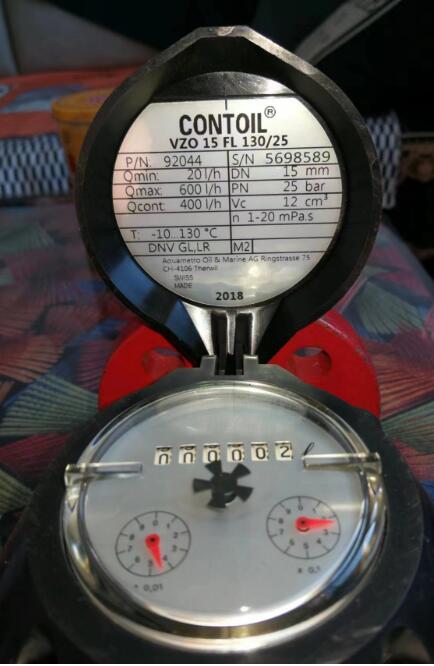 CONTOIL®
VZO 15 FL 130/25
P/N: 92044 S/N 5698589
Qmin: 20 l/h DN 15 mm
Qmax: 600 l/h PN 25 bar
Qcont: 400 l/h Vc 12 cm³
n 1-20 mPa.s
T: -10..130 °C
DNV GL,LR M2
Aquametro Oil & Marine AG Ringstrasse 75
CH-4106 Therwil
SWISS
MADE
2018
000002 l
x 0,1